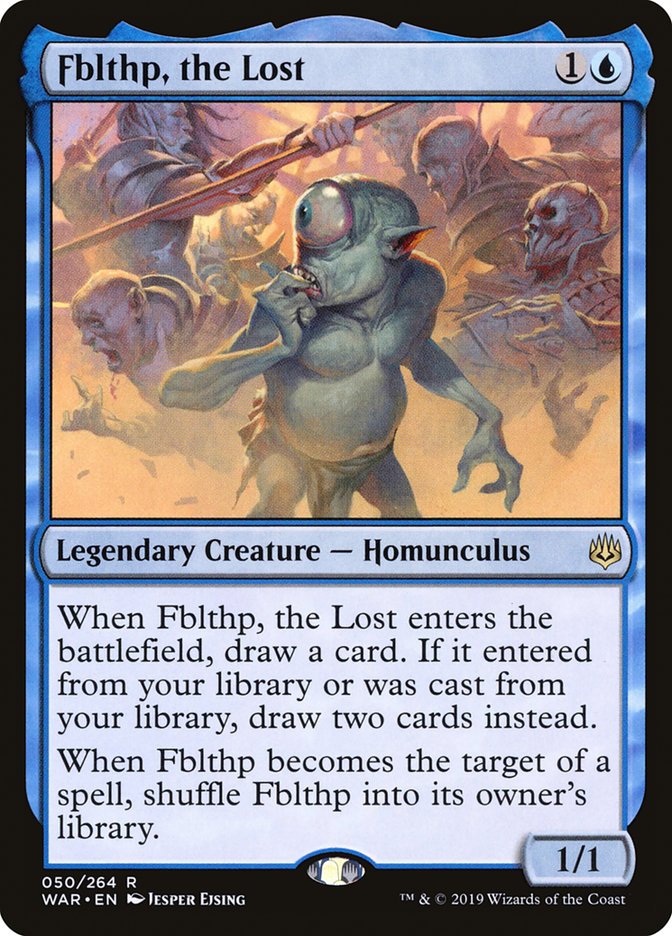 Fblthp, the Lost 1
Legendary Creature — Homunculus
When Fblthp, the Lost enters the
battlefield, draw a card. If it entered
from your library or was cast from
your library, draw two cards instead.
When Fblthp becomes the target of a
spell, shuffle Fblthp into its owner's
library.
1/1
050/264 R
WAR • EN Jesper Ejsing
™ & © 2019 Wizards of the Coast